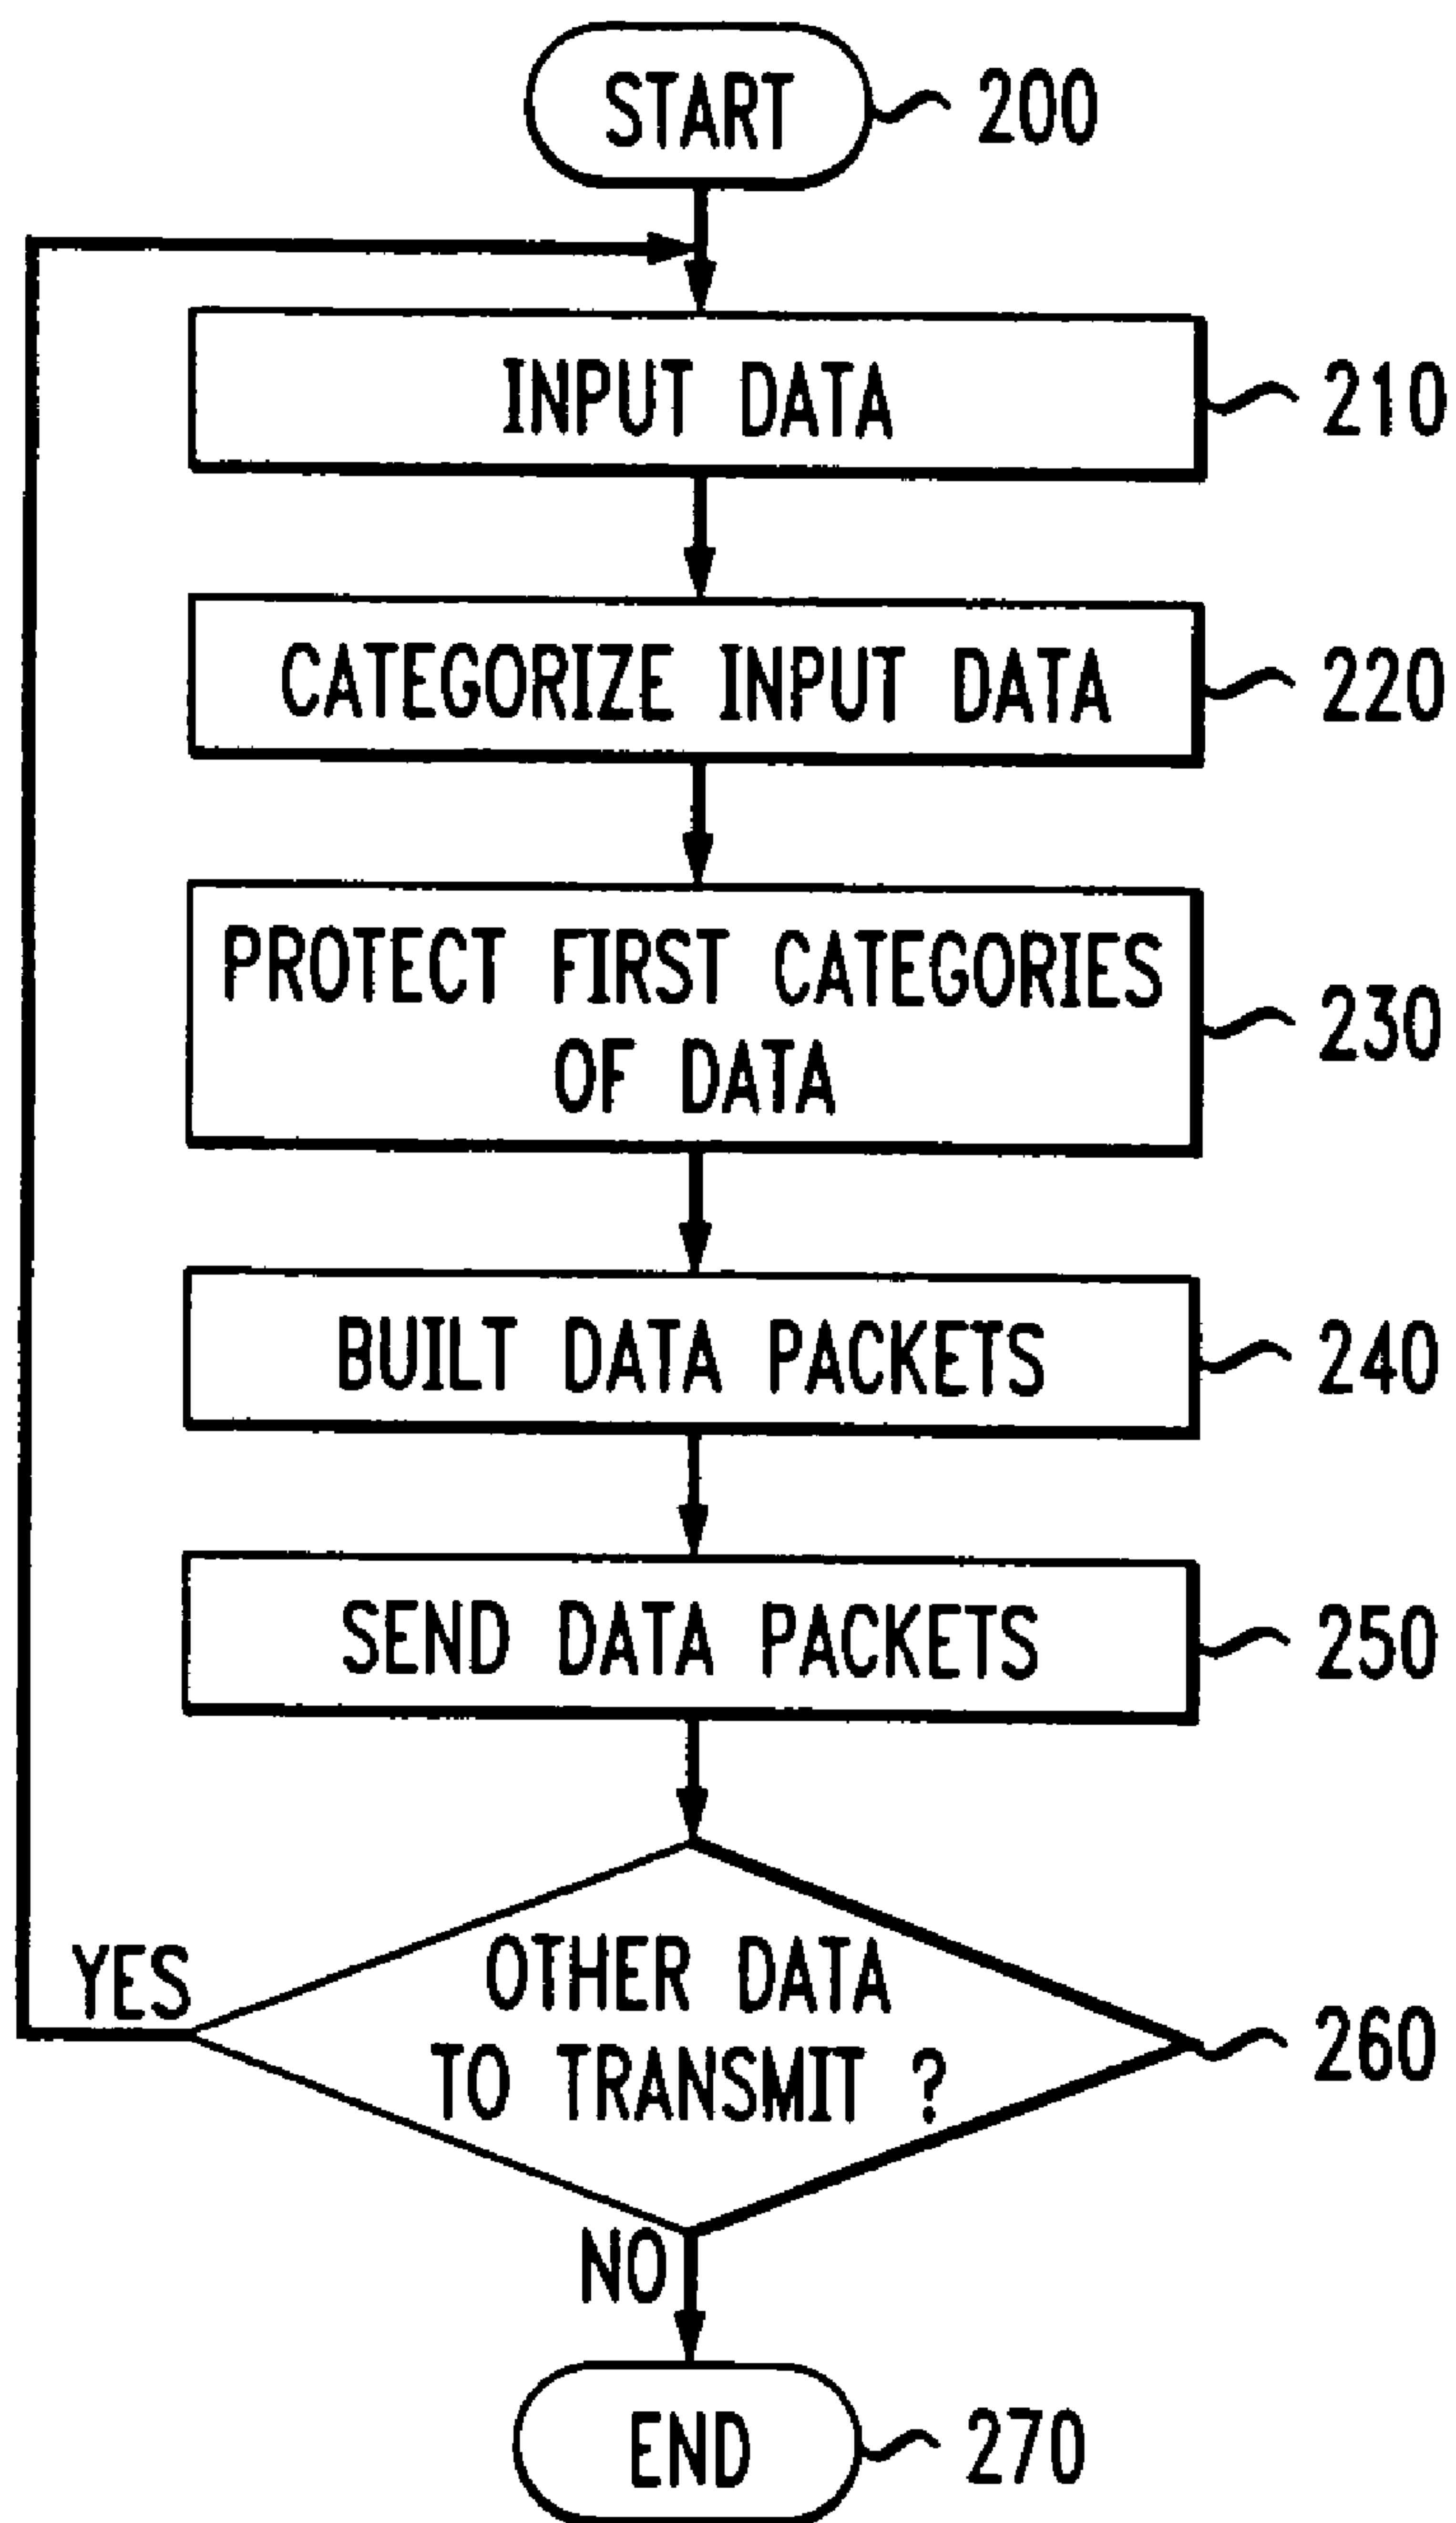 START
200
INPUT DATA
210
CATEGORIZE INPUT DATA
220
PROTECT FIRST CATEGORIES
OF DATA
230
BUILT DATA PACKETS
240
SEND DATA PACKETS
250
YES
OTHER DATA
TO TRANSMIT ?
260
NO
END
270